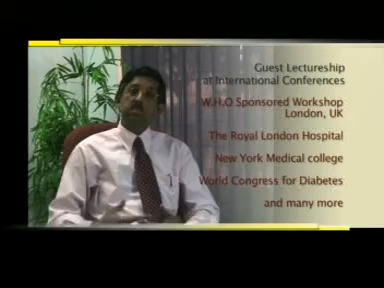 Guest Lectureship
at International Conferences
W.H.O Sponsored Workshop
London, UK
The Royal London Hospital
New York Medical college
World Congress for Diabetes
and many more